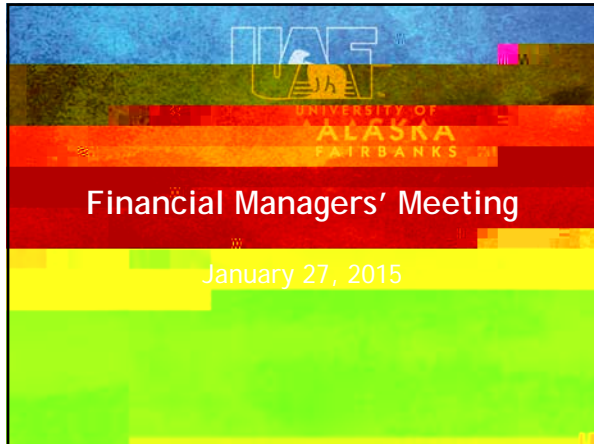 UAF
UNIVERSITY OF
ALASKA
FAIRBANKS
Financial Managers' Meeting
January 27, 2015